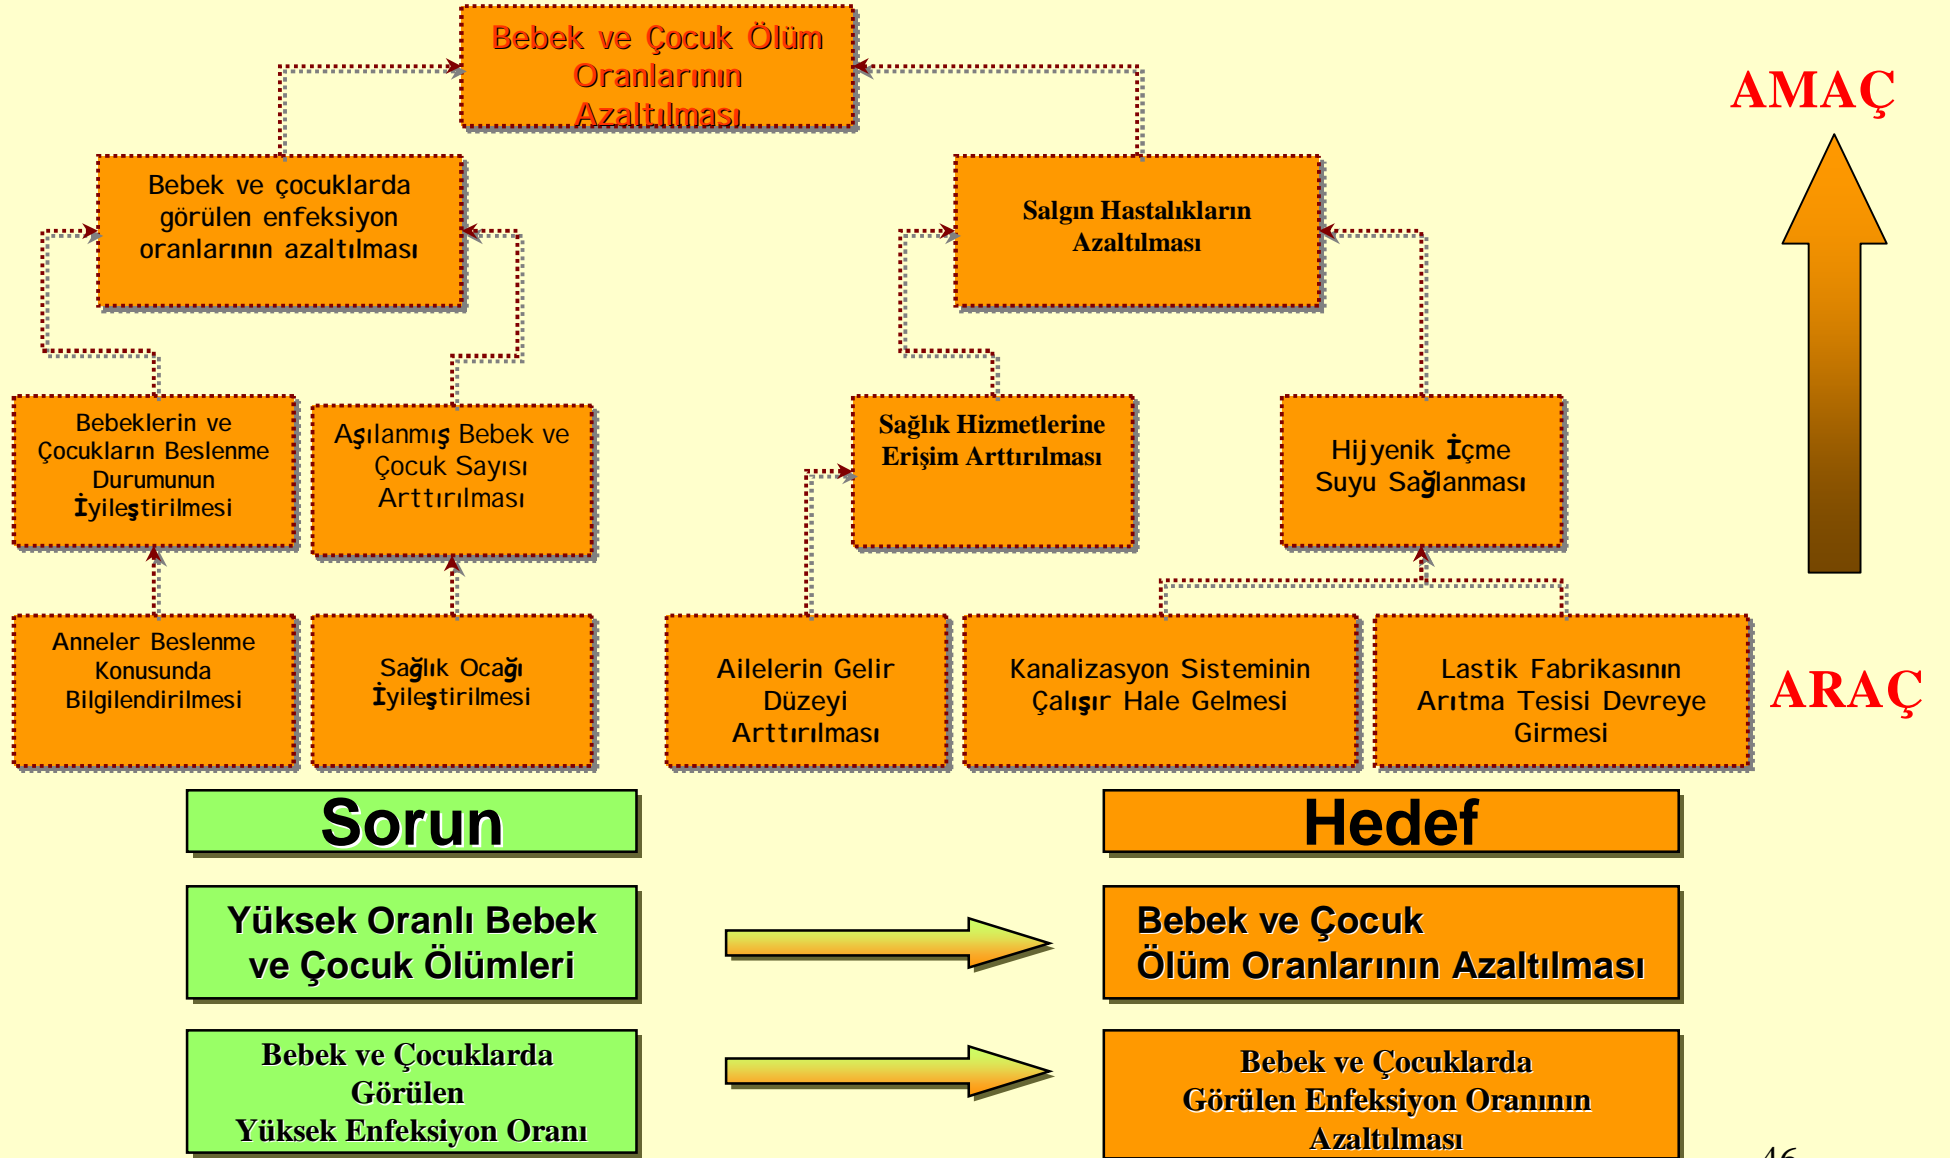 Bebek ve Çocuk Ölüm
Oranlarının
Azaltılması
AMAÇ
Bebek ve çocuklarda
görülen enfeksiyon
oranlarının azaltılması
Salgın Hastalıkların
Azaltılması
Bebeklerin ve
Çocukların Beslenme
Durumunun
İyileştirilmesi
Aşılanmış Bebek ve
Çocuk Sayısı
Arttırılması
Sağlık Hizmetlerine
Erişim Arttırılması
Hijyenik İçme
Suyu Sağlanması
Anneler Beslenme
Konusunda
Bilgilendirilmesi
Sağlık Ocağı
İyileştirilmesi
Ailelerin Gelir
Düzeyi
Arttırılması
Kanalizasyon Sisteminin
Çalışır Hale Gelmesi
Lastik Fabrikasının
Arıtma Tesisi Devreye
Girmesi
ARAÇ
Sorun
Hedef
Yüksek Oranlı Bebek
ve Çocuk Ölümleri
Bebek ve Çocuk
Ölüm Oranlarının Azaltılması
Bebek ve Çocuklarda
Görülen
Yüksek Enfeksiyon Oranı
Bebek ve Çocuklarda
Görülen Enfeksiyon Oranının
Azaltılması
46